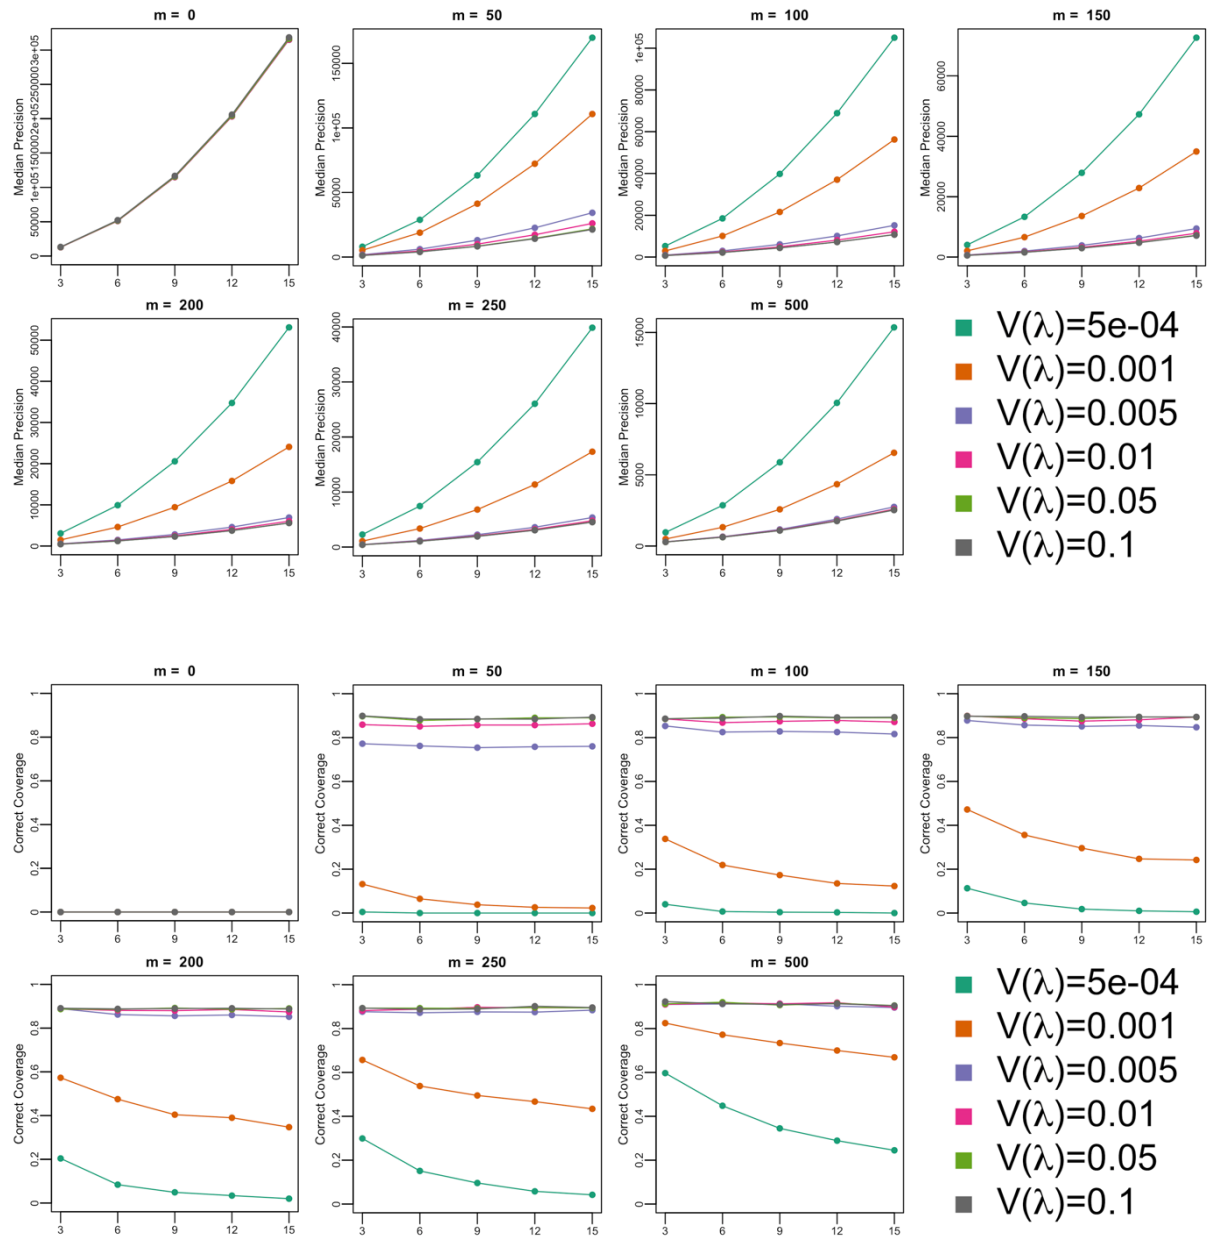 m = 0
m = 50
m = 100
m = 150
Median Precision
0
50000
1e+05
150000
2e+05
250000
3e+05
3 6 9 12 15
Median Precision
0
50000
1e+05
150000
3 6 9 12 15
Median Precision
0
20000
40000
60000
80000
1e+05
3 6 9 12 15
Median Precision
0
20000
40000
60000
3 6 9 12 15
m = 200
m = 250
m = 500
Median Precision
0
10000
20000
30000
40000
50000
3 6 9 12 15
Median Precision
0
10000
20000
30000
40000
3 6 9 12 15
Median Precision
0
5000
10000
15000
3 6 9 12 15
V(λ)=5e-04
V(λ)=0.001
V(λ)=0.005
V(λ)=0.01
V(λ)=0.05
V(λ)=0.1
m = 0
m = 50
m = 100
m = 150
Correct Coverage
0
0.2
0.4
0.6
0.8
1
3 6 9 12 15
Correct Coverage
0
0.2
0.4
0.6
0.8
1
3 6 9 12 15
Correct Coverage
0
0.2
0.4
0.6
0.8
1
3 6 9 12 15
Correct Coverage
0
0.2
0.4
0.6
0.8
1
3 6 9 12 15
m = 200
m = 250
m = 500
Correct Coverage
0
0.2
0.4
0.6
0.8
1
3 6 9 12 15
Correct Coverage
0
0.2
0.4
0.6
0.8
1
3 6 9 12 15
Correct Coverage
0
0.2
0.4
0.6
0.8
1
3 6 9 12 15
V(λ)=5e-04
V(λ)=0.001
V(λ)=0.005
V(λ)=0.01
V(λ)=0.05
V(λ)=0.1